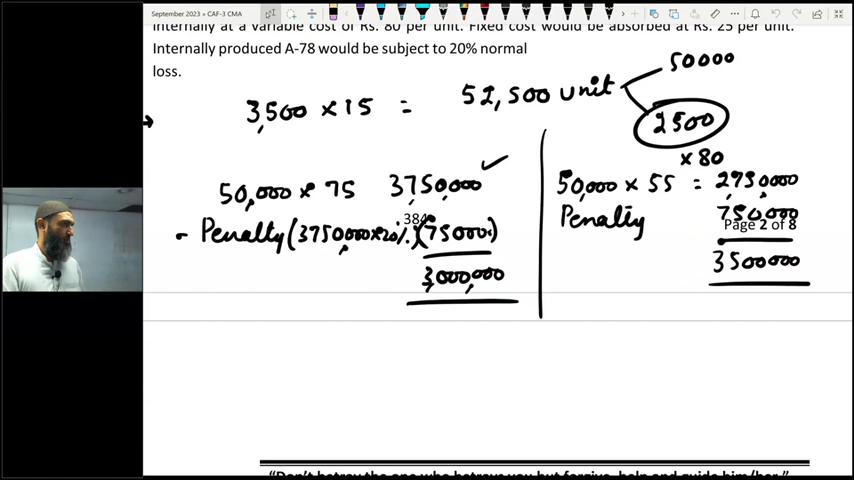 September 2023 » CAF-3 CMA
Internally at a variable cost of Rs. 80 per unit. Fixed cost would be absorbed at Rs. 25 per unit.
Internally produced A-78 would be subject to 20% normal
loss.
3,500 × 15 = 52,500 unit
50000
2500
×80
50,000 × 75 3750,000
- Penalty (3750,000×20%) (750000)
384
3,000,000
50,000 × 55 = 2750,000
Penalty 750,000
Page 2 of 8
3500000
"Don't betray the one who betrays you but forgive, help and guide him/her."